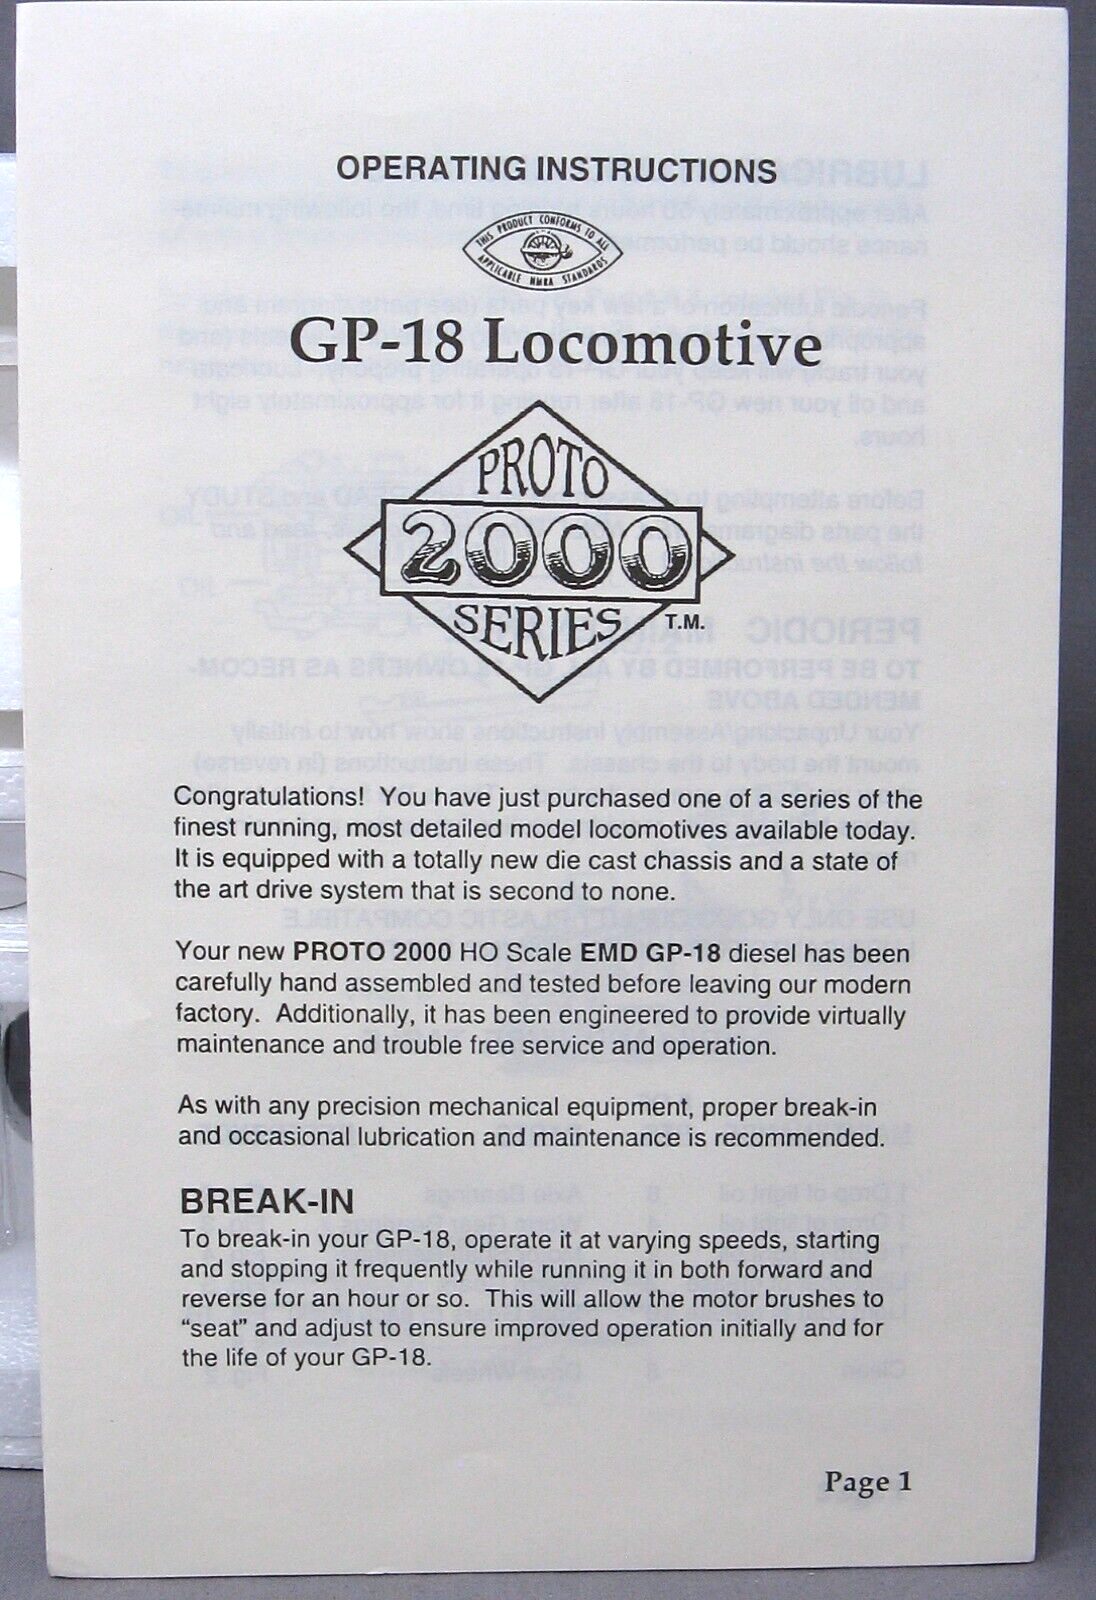 OPERATING INSTRUCTIONS
THIS PRODUCT CONFORMS TO ALL
APPLICABLE NMRA STANDARDS
GP-18 Locomotive
PROTO
2000
SERIES T.M.
Congratulations! You have just purchased one of a series of the
finest running, most detailed model locomotives available today.
It is equipped with a totally new die cast chassis and a state of
the art drive system that is second to none.
Your new PROTO 2000 HO Scale EMD GP-18 diesel has been
carefully hand assembled and tested before leaving our modern
factory. Additionally, it has been engineered to provide virtually
maintenance and trouble free service and operation.
As with any precision mechanical equipment, proper break-in
and occasional lubrication and maintenance is recommended.
BREAK-IN
To break-in your GP-18, operate it at varying speeds, starting
and stopping it frequently while running it in both forward and
reverse for an hour or so. This will allow the motor brushes to
“seat” and adjust to ensure improved operation initially and for
the life of your GP-18.
Page 1